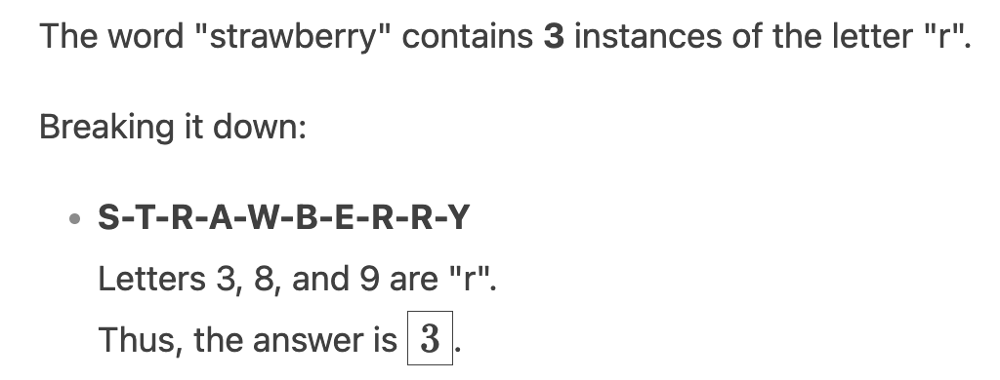 The word "strawberry" contains 3 instances of the letter "r".
Breaking it down:
• S-T-R-A-W-B-E-R-R-Y
Letters 3, 8, and 9 are "r".
Thus, the answer is 3.